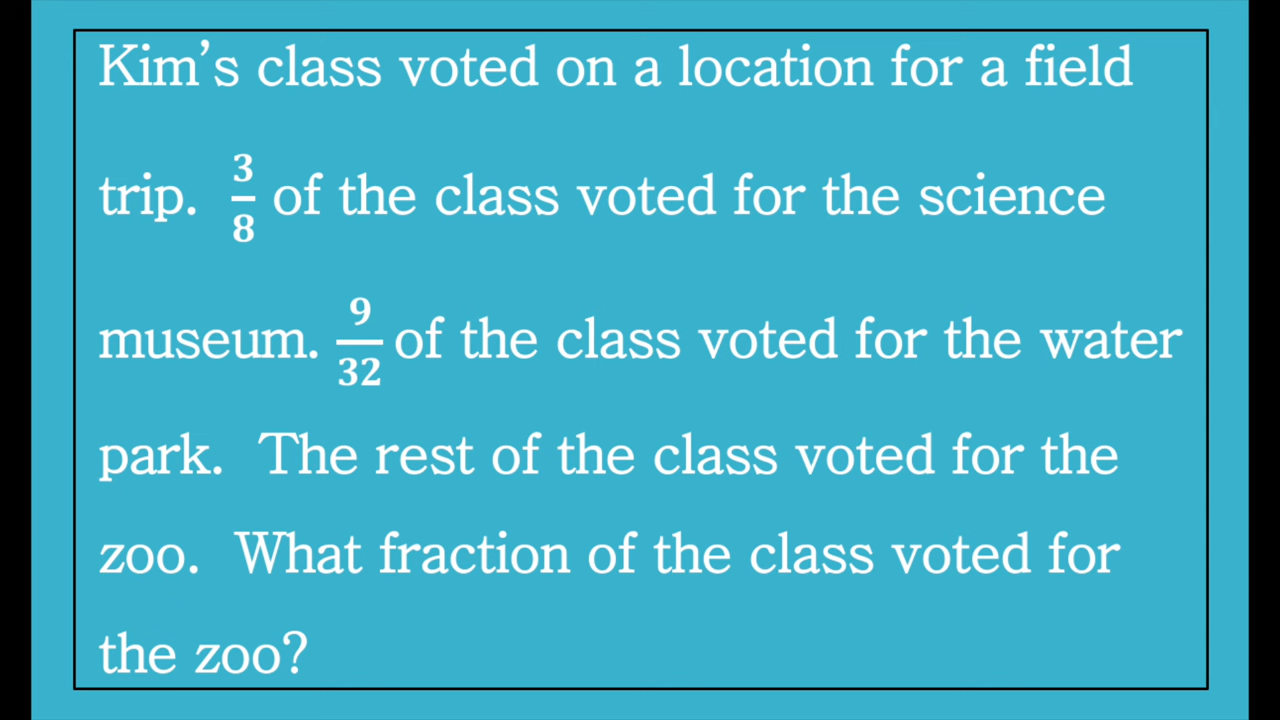 Kim’s class voted on a location for a field
trip. 3/8 of the class voted for the science
museum. 9/32 of the class voted for the water
park. The rest of the class voted for the
zoo. What fraction of the class voted for
the zoo?